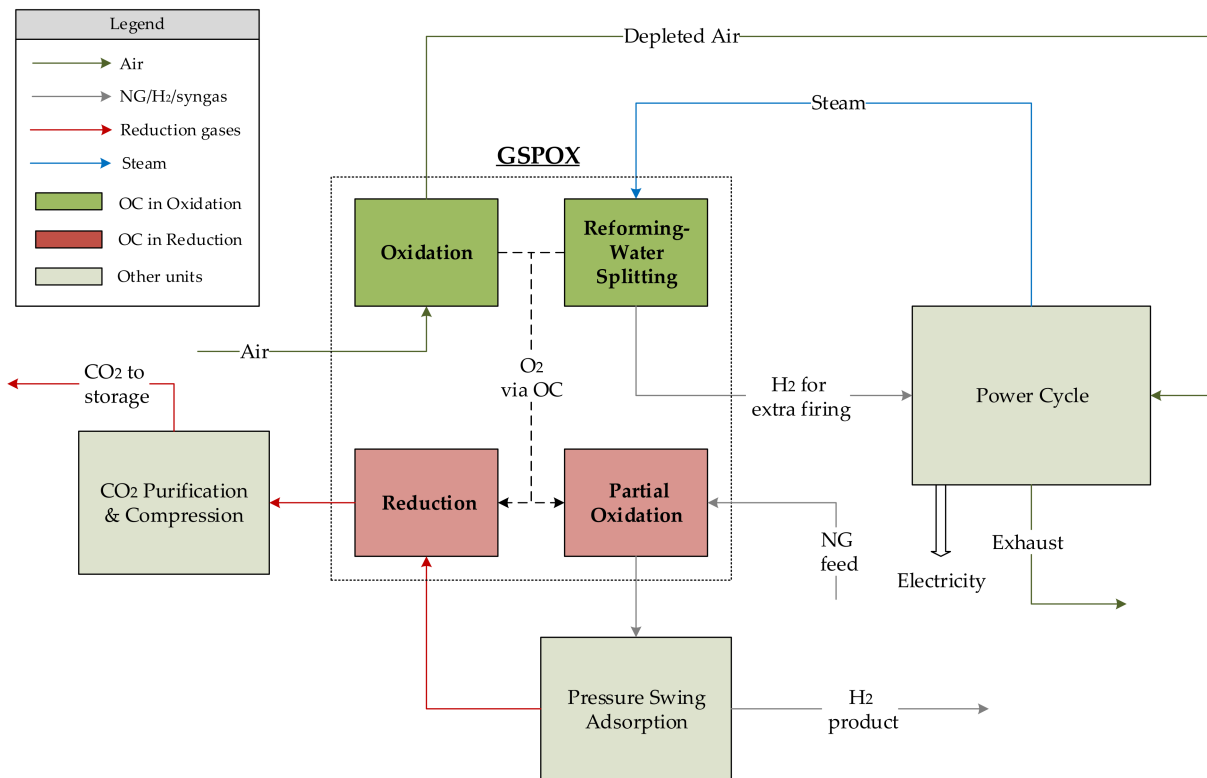 Legend
Air
NG/H2/syngas
Reduction gases
Steam
OC in Oxidation
OC in Reduction
Other units
Depleted Air
Steam
GSPOX
Oxidation
Reforming-
Water
Splitting
Air
O2
via OC
H2 for
extra firing
Power Cycle
CO2 to
storage
CO2 Purification
& Compression
Reduction
Partial
Oxidation
NG
feed
Electricity
Exhaust
Pressure Swing
Adsorption
H2
product